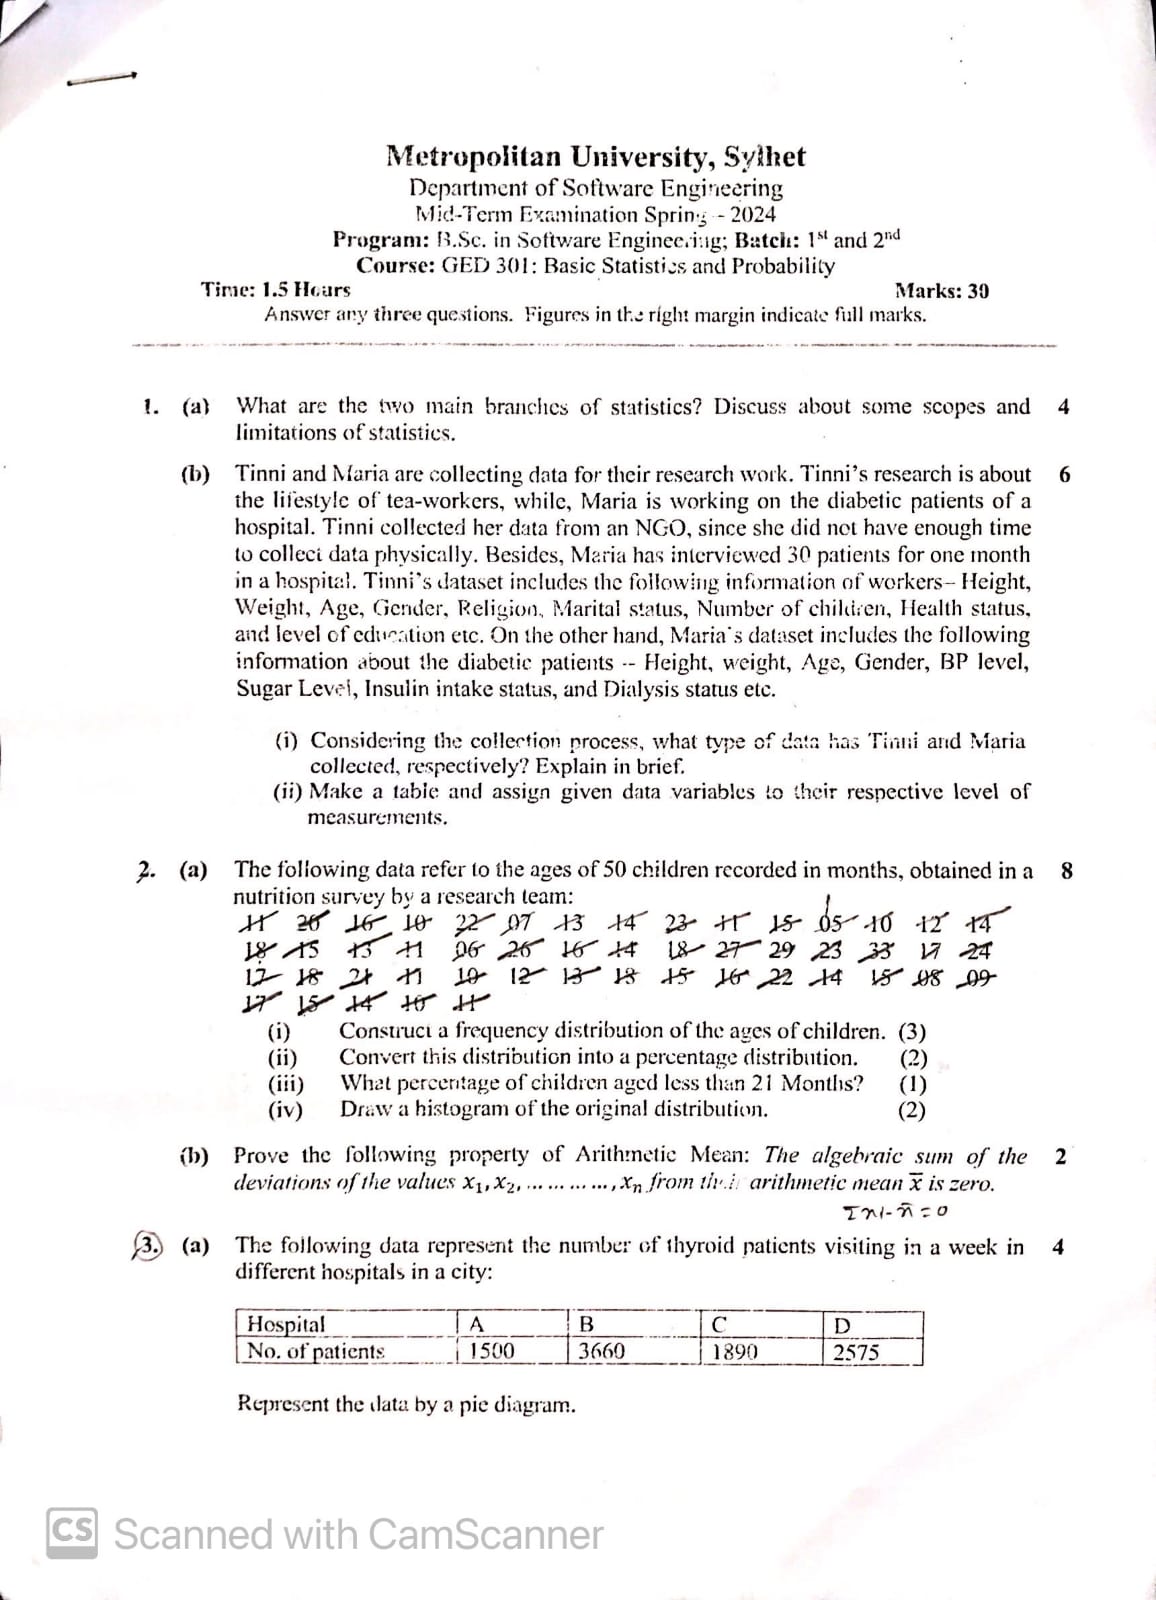 Metropolitan University, Sylhet
Department of Software Engineering
Mid-Term Examination Spring - 2024
Program: B.Sc. in Software Engineering; Batch: 1st and 2nd
Course: GED 301: Basic Statistics and Probability
Time: 1.5 Hours Marks: 30
Answer any three questions. Figures in the right margin indicate full marks.
1. (a) What are the two main branches of statistics? Discuss about some scopes and 4
limitations of statistics.
(b) Tinni and Maria are collecting data for their research work. Tinni's research is about 6
the lifestyle of tea-workers, while, Maria is working on the diabetic patients of a
hospital. Tinni collected her data from an NGO, since she did not have enough time
to collect data physically. Besides, Maria has interviewed 30 patients for one month
in a hospital. Tinni's dataset includes the following information of workers– Height,
Weight, Age, Gender, Religion, Marital status, Number of children, Health status,
and level of education etc. On the other hand, Maria's dataset includes the following
information about the diabetic patients -- Height, weight, Age, Gender, BP level,
Sugar Level, Insulin intake status, and Dialysis status etc.
(i) Considering the collection process, what type of data has Tinni and Maria
collected, respectively? Explain in brief.
(ii) Make a table and assign given data variables to their respective level of
measurements.
2. (a) The following data refer to the ages of 50 children recorded in months, obtained in a 8
nutrition survey by a research team:
11 16 10 22 07 13 14 23 11 15 05 10 12 14
18 15 11 06 26 16 14 18 27 29 23 33 17 24
18 11 10 12 13 18 15 16 22 14 15 08 09
17 15 14 11
(i) Construct a frequency distribution of the ages of children. (3)
(ii) Convert this distribution into a percentage distribution. (2)
(iii) What percentage of children aged less than 21 Months? (1)
(iv) Draw a histogram of the original distribution. (2)
(b) Prove the following property of Arithmetic Mean: The algebraic sum of the 2
deviations of the values x₁, x₂, ... ... ... ..., xₙ from their arithmetic mean x̅ is zero.
Σxi-x̅=0
3. (a) The following data represent the number of thyroid patients visiting in a week in 4
different hospitals in a city:
Hospital A B C D
No. of patients 1500 3660 1890 2575
Represent the data by a pie diagram.
CS Scanned with CamScanner